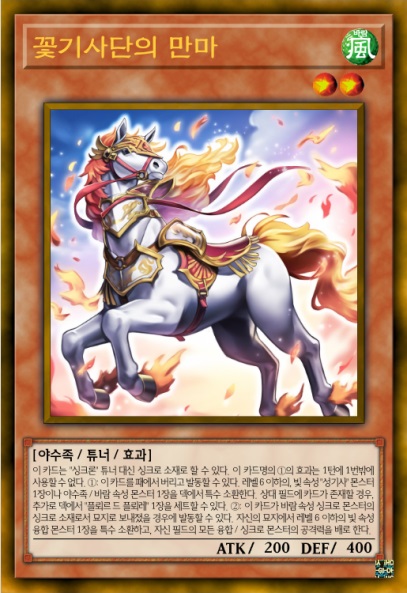 꽃기사단의 만마
바람
風
[야수족 / 튜너 / 효과]
이 카드는 "싱크론" 튜너 대신 싱크로 소재로 할 수 있다. 이 카드명의 ①의 효과는 1턴에 1번밖에
사용할 수 없다. ①: 이 카드를 패에서 버리고 발동할 수 있다. 레벨 6 이하의, 빛 속성 "성기사" 몬스터
1장이나 야수족 / 바람 속성 몬스터 1장을 덱에서 특수 소환한다. 상대 필드에 카드가 존재할 경우,
추가로 덱에서 "플뢰르드 플뢰레" 1장을 세트할 수 있다. ②: 이 카드가 바람 속성 싱크로 몬스터의
싱크로 소재로서 묘지로 보내졌을 경우에 발동할 수 있다. 자신의 묘지에서 레벨 6 이하의 빛 속성
융합 몬스터 1장을 특수 소환하고, 자신 필드의 모든 융합 / 싱크로 몬스터의 공격력을 배로 한다.
ATK/ 200 DEF/ 400